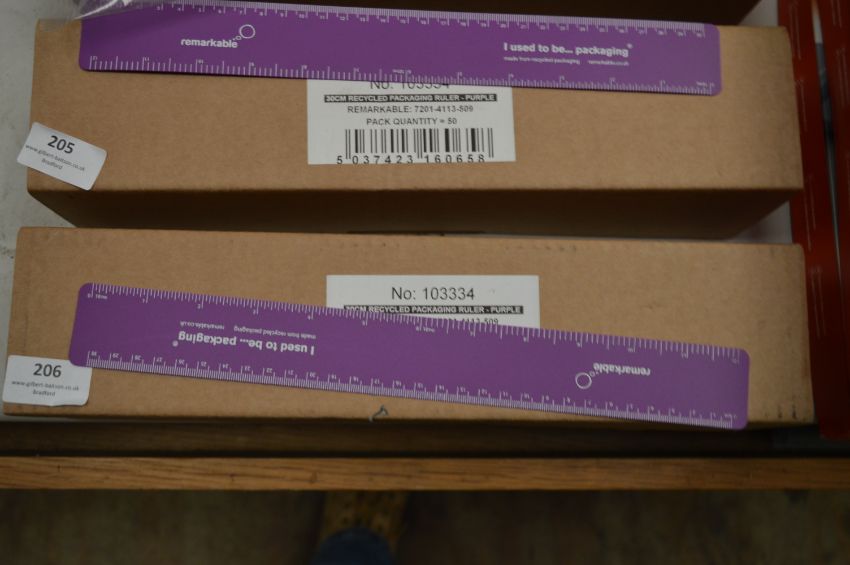 remarkable
I used to be... packaging®
made from recycled packaging remarkable.co.uk
No: 103334
30CM RECYCLED PACKAGING RULER - PURPLE
REMARKABLE: 7201-4113-509
PACK QUANTITY = 50
5 037423 160658
205
www.gilbert-baitson.co.uk
Bradford
No: 103334
30CM RECYCLED PACKAGING RULER - PURPLE
remarkable
I used to be... packaging®
made from recycled packaging remarkable.co.uk
206
www.gilbert-baitson.co.uk
Bradford